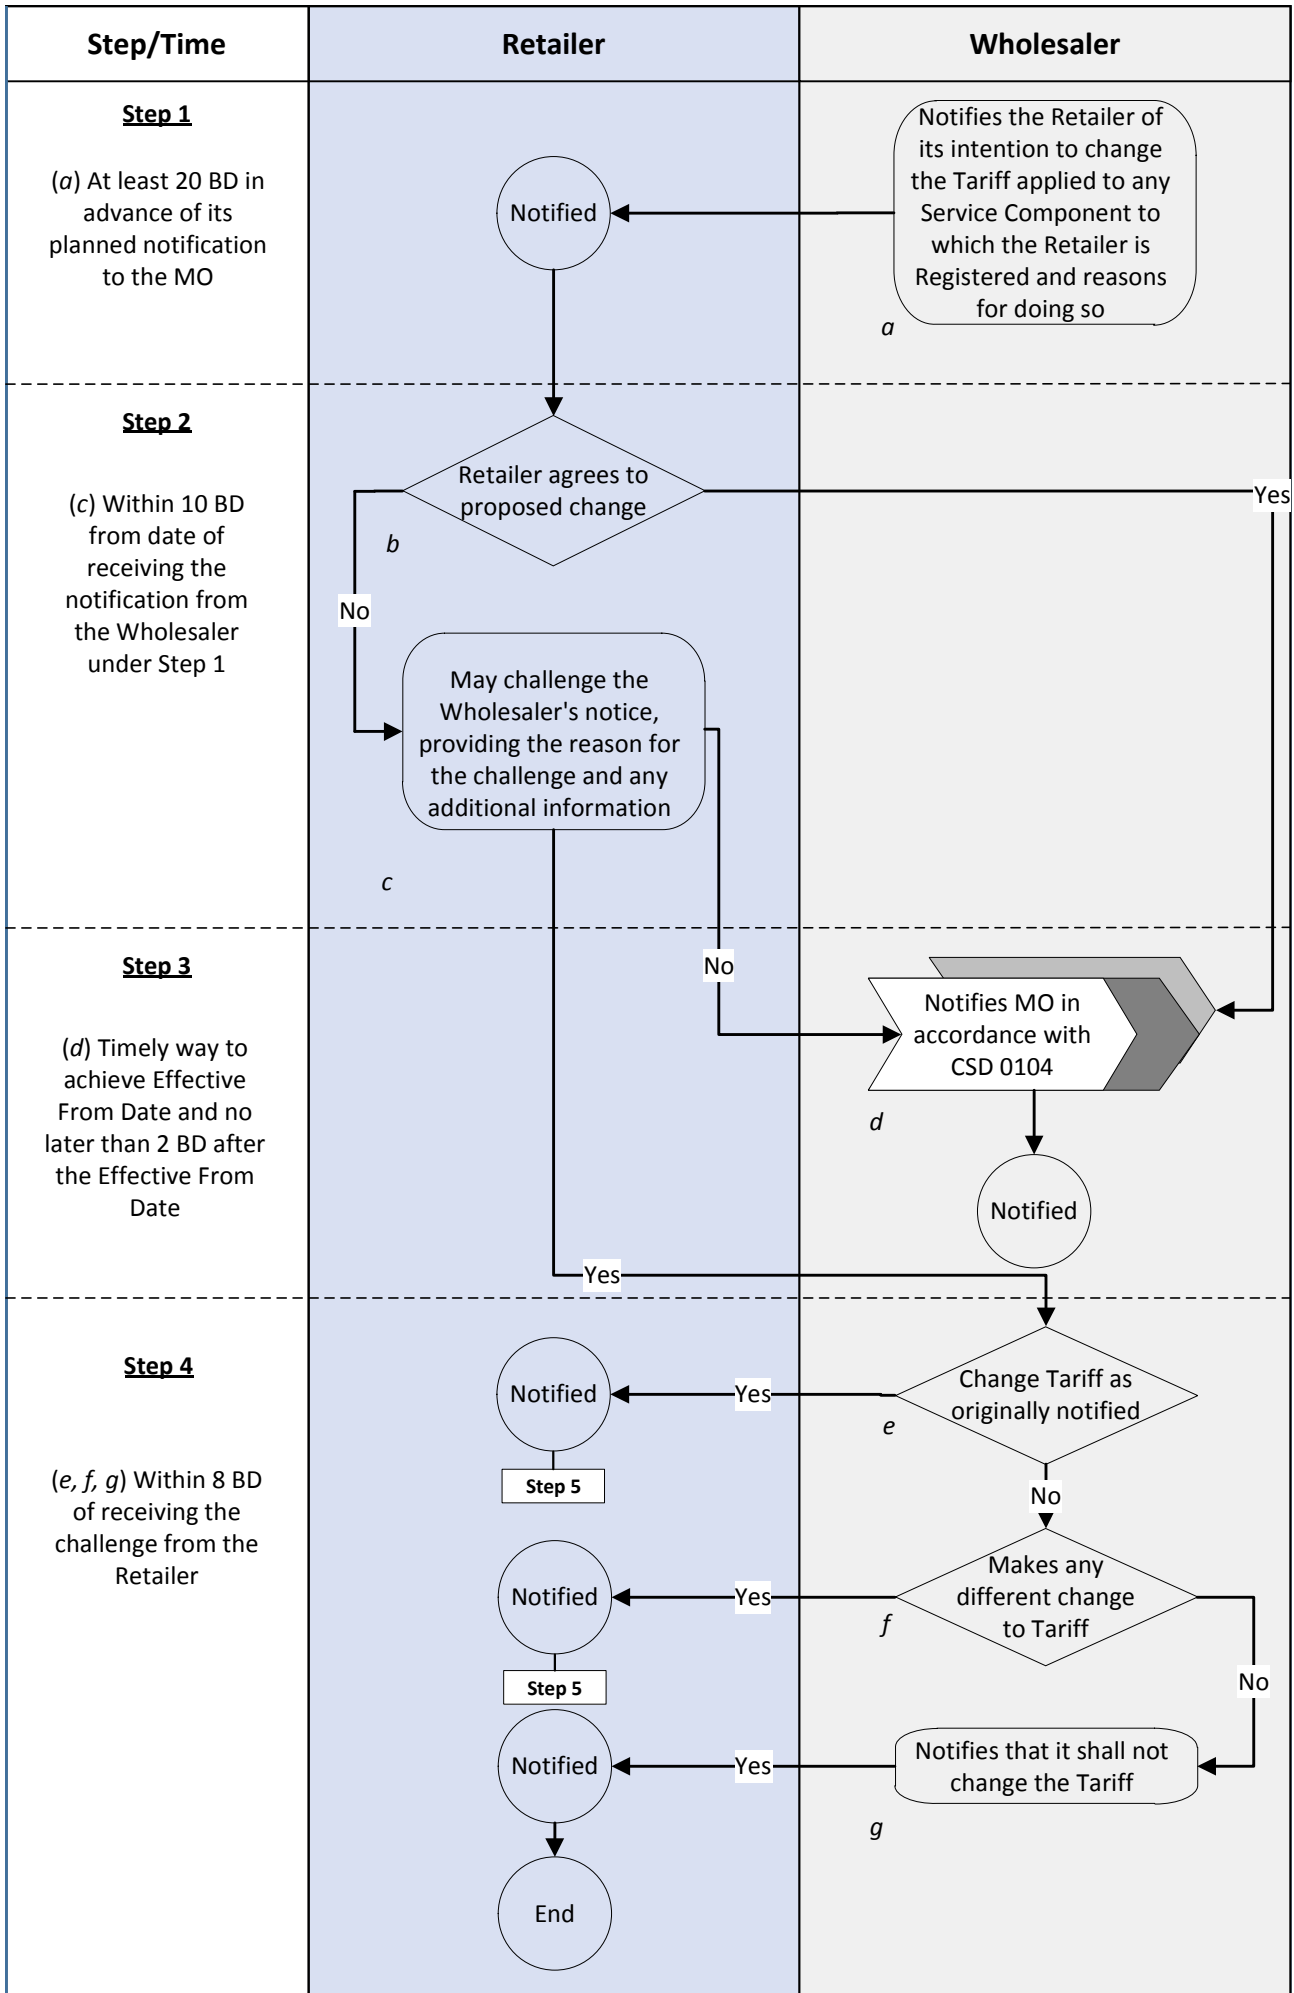 Step/Time
Retailer
Wholesaler
Step 1
(a) At least 20 BD in
advance of its
planned notification
to the MO
Notified
Notifies the Retailer of
its intention to change
the Tariff applied to any
Service Component to
which the Retailer is
Registered and reasons
for doing so
a
Step 2
(c) Within 10 BD
from date of
receiving the
notification from
the Wholesaler
under Step 1
Retailer agrees to
proposed change
b
Yes
No
May challenge the
Wholesaler's notice,
providing the reason for
the challenge and any
additional information
c
Step 3
(d) Timely way to
achieve Effective
From Date and no
later than 2 BD after
the Effective From
Date
No
Notifies MO in
accordance with
CSD 0104
d
Notified
Yes
Step 4
(e, f, g) Within 8 BD
of receiving the
challenge from the
Retailer
Notified
Yes
Change Tariff as
originally notified
e
Step 5
No
Notified
Yes
Makes any
different change
to Tariff
f
Step 5
No
Notified
Yes
Notifies that it shall not
change the Tariff
g
End